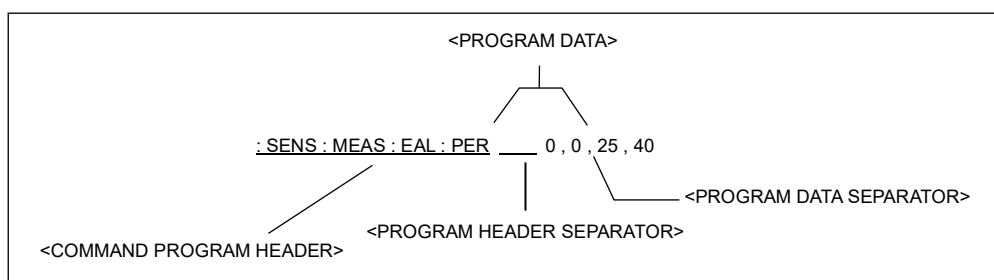 <PROGRAM DATA>
: SENS : MEAS : EAL : PER ___ 0 , 0 , 25 , 40
<PROGRAM DATA SEPARATOR>
<PROGRAM HEADER SEPARATOR>
<COMMAND PROGRAM HEADER>